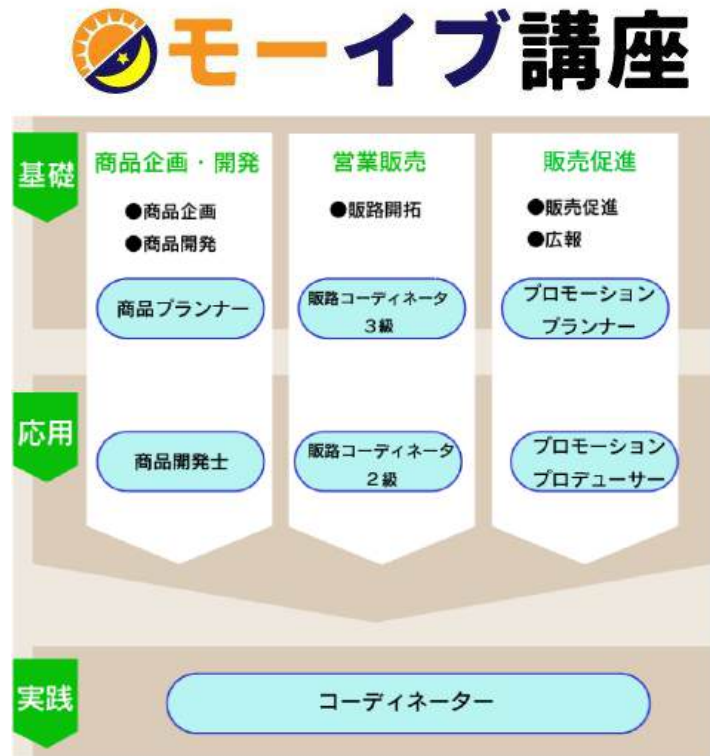 モーイブ講座
基礎
商品企画・開発
●商品企画
●商品開発
商品プランナー
営業販売
●販路開拓
販路コーディネータ
3級
販売促進
●販売促進
●広報
プロモーション
プランナー
応用
商品開発士
販路コーディネータ
2級
プロモーション
プロデューサー
実践
コーディネーター